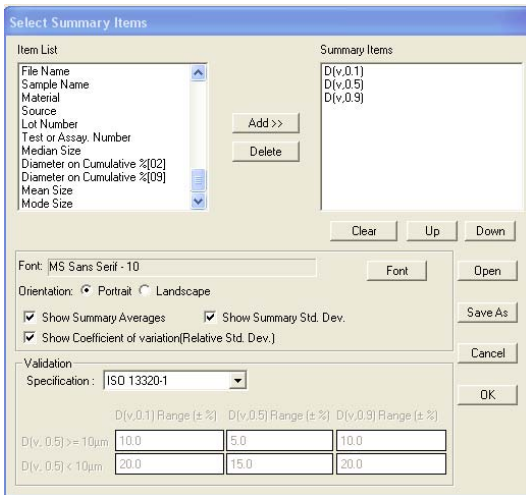 Select Summary Items
Item List
Summary Items
File Name
Sample Name
Material
Source
Lot Number
Test or Assay. Number
Median Size
Diameter on Cumulative %[02]
Diameter on Cumulative %[09]
Mean Size
Mode Size
Add >>
Delete
D(v,0.1)
D(v,0.5)
D(v,0.9)
Clear Up Down
Font: MS Sans Serif - 10 Font Open
Orientation: Portrait Landscape
Show Summary Averages Show Summary Std. Dev. Save As
Show Coefficient of variation(Relative Std. Dev.)
Cancel
Validation
Specification : ISO 13320-1
OK
D(v,0.1) Range (± %) D(v,0.5) Range (± %) D(v,0.9) Range (± %)
D(v, 0.5) >= 10µm 10.0 5.0 10.0
D(v, 0.5) < 10µm 20.0 15.0 20.0